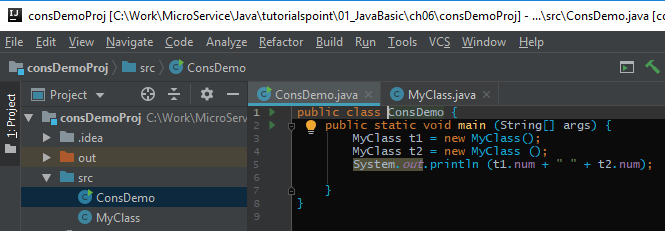 consDemoProj [C:\Work\MicroService\Java\tutorialspoint\01_JavaBasic\ch06\consDemoProj] - ...\src\ConsDemo.java [co
File Edit View Navigate Code Analyze Refactor Build Run Tools VCS Window Help
consDemoProj src ConsDemo
Project
ConsDemo.java
MyClass.java
1: Project
consDemoProj C:\Work\MicroServic
.idea
out
src
ConsDemo
MyClass
1 public class ConsDemo {
2 public static void main (String[] args) {
3 MyClass t1 = new MyClass();
4 MyClass t2 = new MyClass ();
5 System.out.println (t1.num + " " + t2.num);
6
7 }
8 }
9